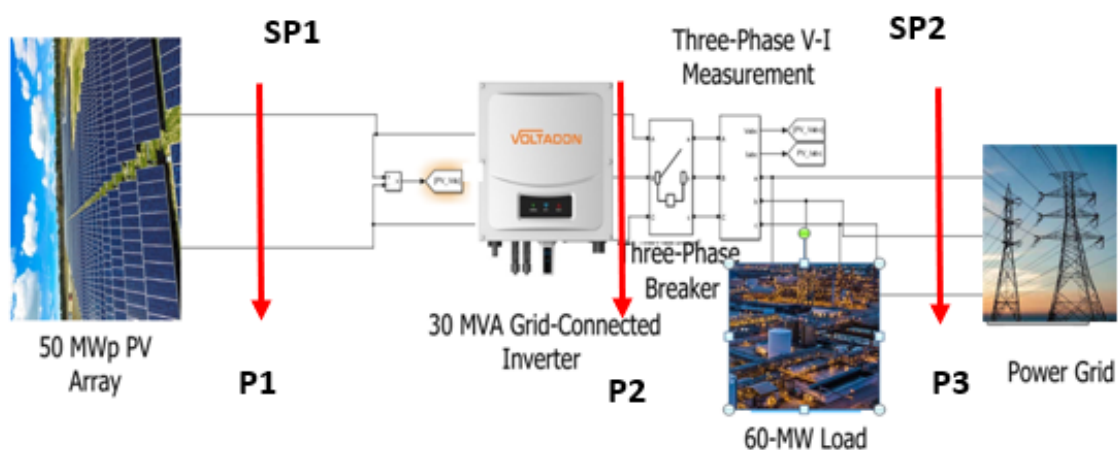 SP1
SP2
Three-Phase V-I
Measurement
VOLTACON
Three-Phase
Breaker
50 MWp PV
Array
30 MVA Grid-Connected
Inverter
P1
P2
P3
Power Grid
60-MW Load
A
B
C
A
B
C
a
b
c